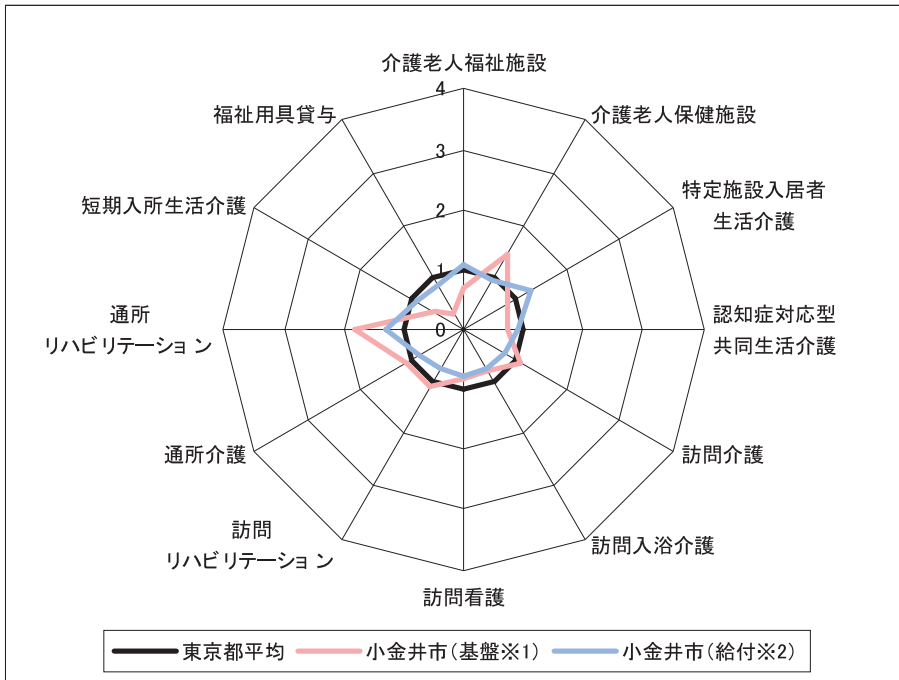 介護老人福祉施設
4
福祉用具貸与
介護老人保健施設
3
短期入所生活介護
特定施設入居者
生活介護
2
1
通所
リハビリテーション
0
認知症対応型
共同生活介護
通所介護
訪問介護
訪問
リハビリテーション
訪問入浴介護
訪問看護
東京都平均 小金井市(基盤※1) 小金井市(給付※2)